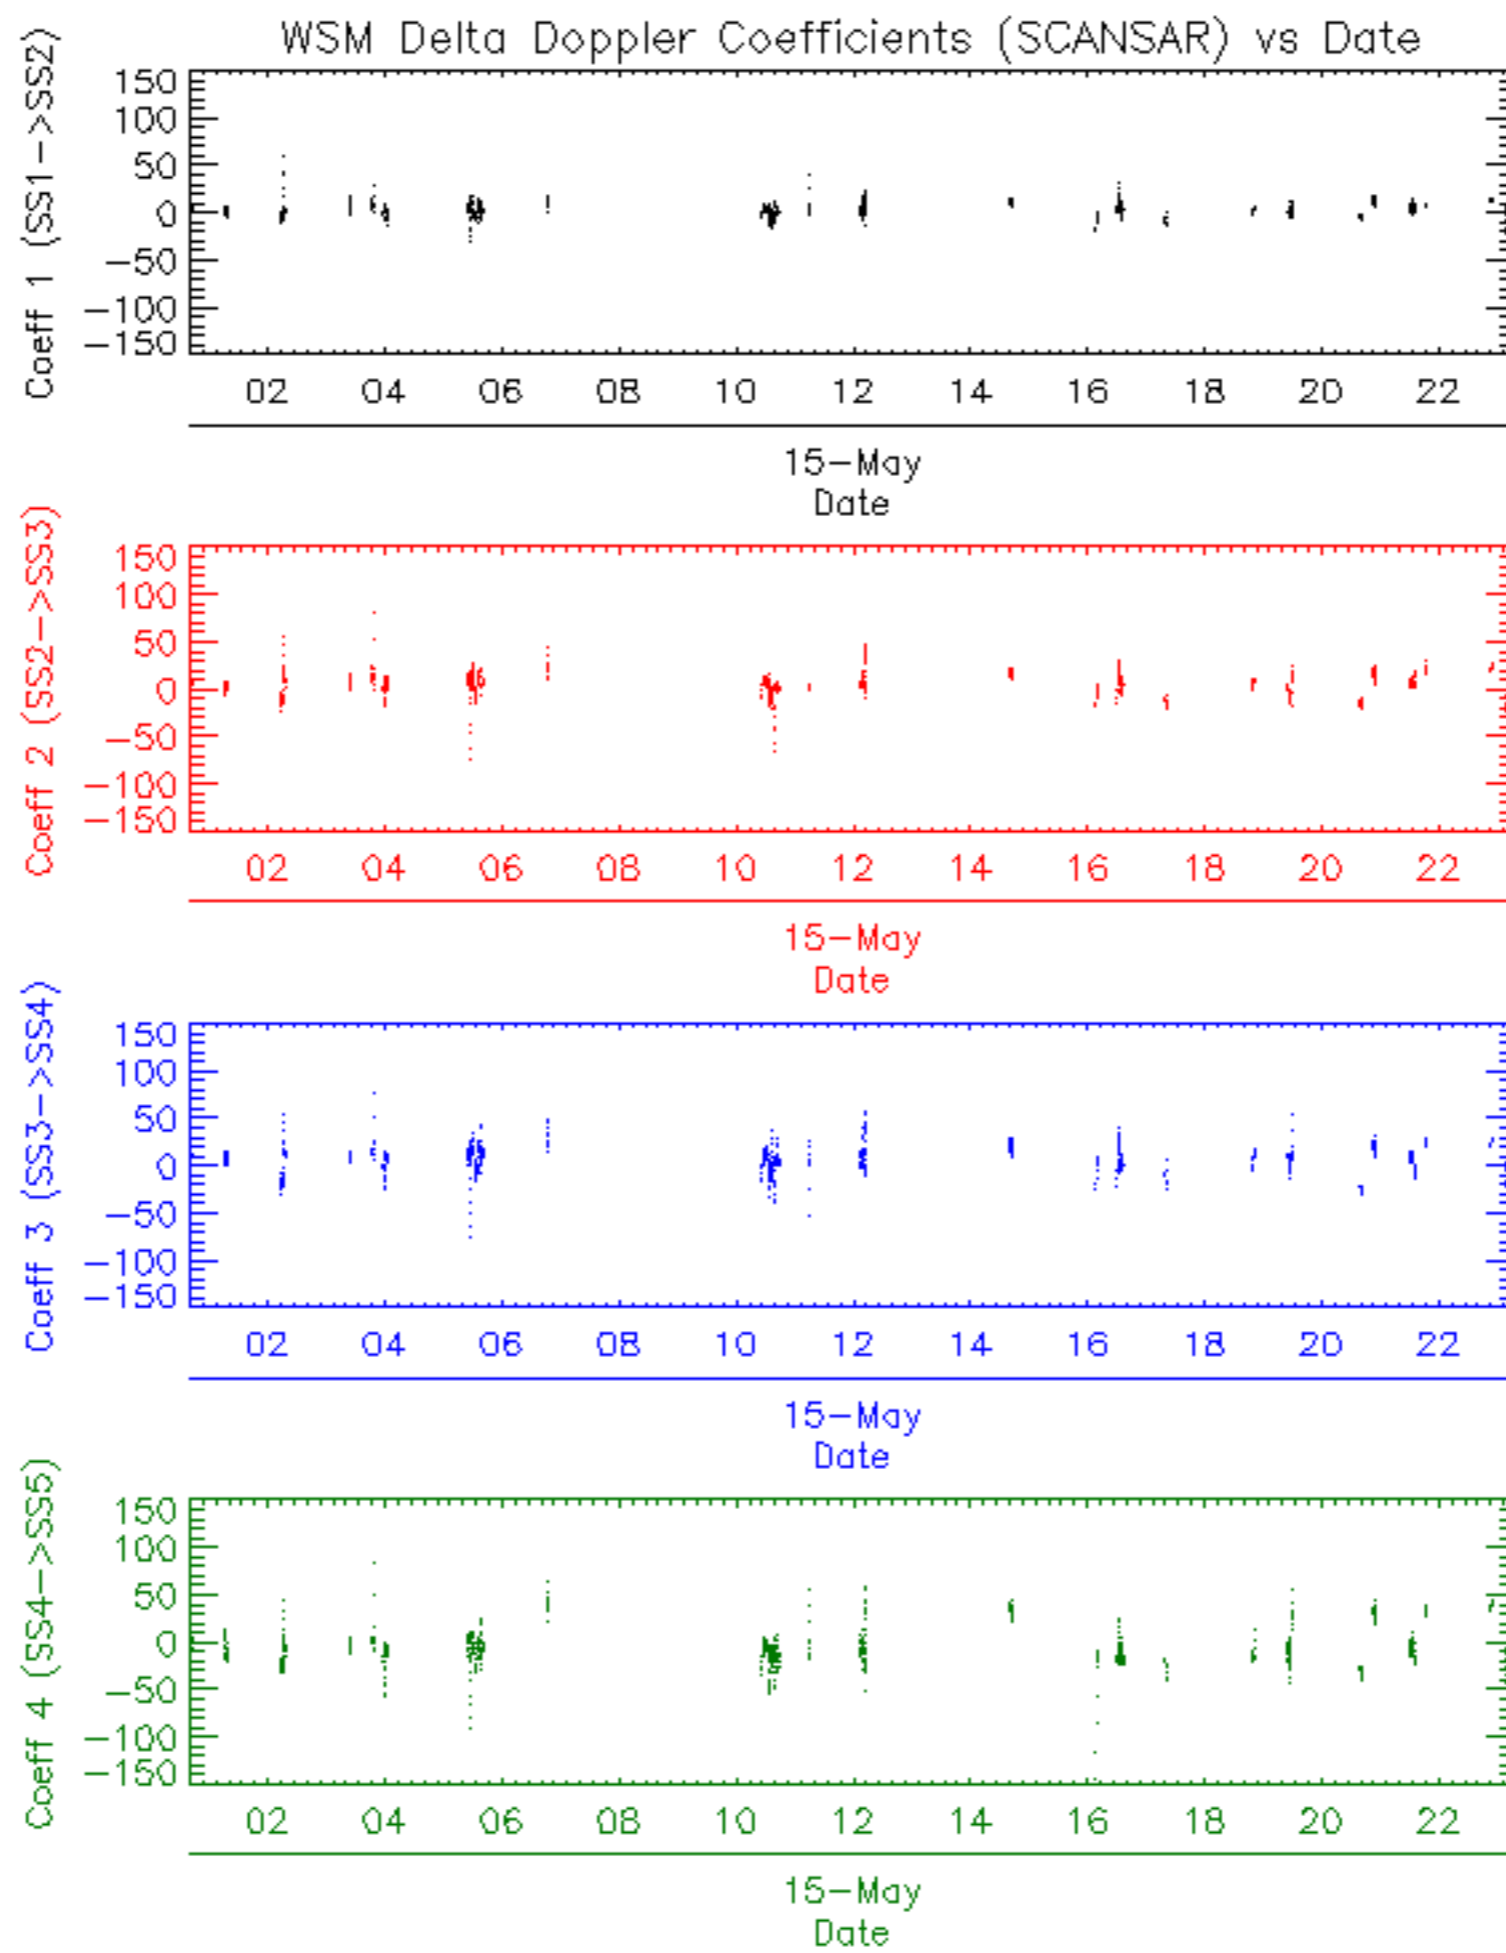 WSM Delta Doppler Coefficients (SCANSAR) vs Date
Coeff 1 (SS1->SS2)
150
100
50
0
-50
-100
-150
02 04 06 08 10 12 14 16 18 20 22
15-May
Date
Coeff 2 (SS2->SS3)
150
100
50
0
-50
-100
-150
02 04 06 08 10 12 14 16 18 20 22
15-May
Date
Coeff 3 (SS3->SS4)
150
100
50
0
-50
-100
-150
02 04 06 08 10 12 14 16 18 20 22
15-May
Date
Coeff 4 (SS4->SS5)
150
100
50
0
-50
-100
-150
02 04 06 08 10 12 14 16 18 20 22
15-May
Date